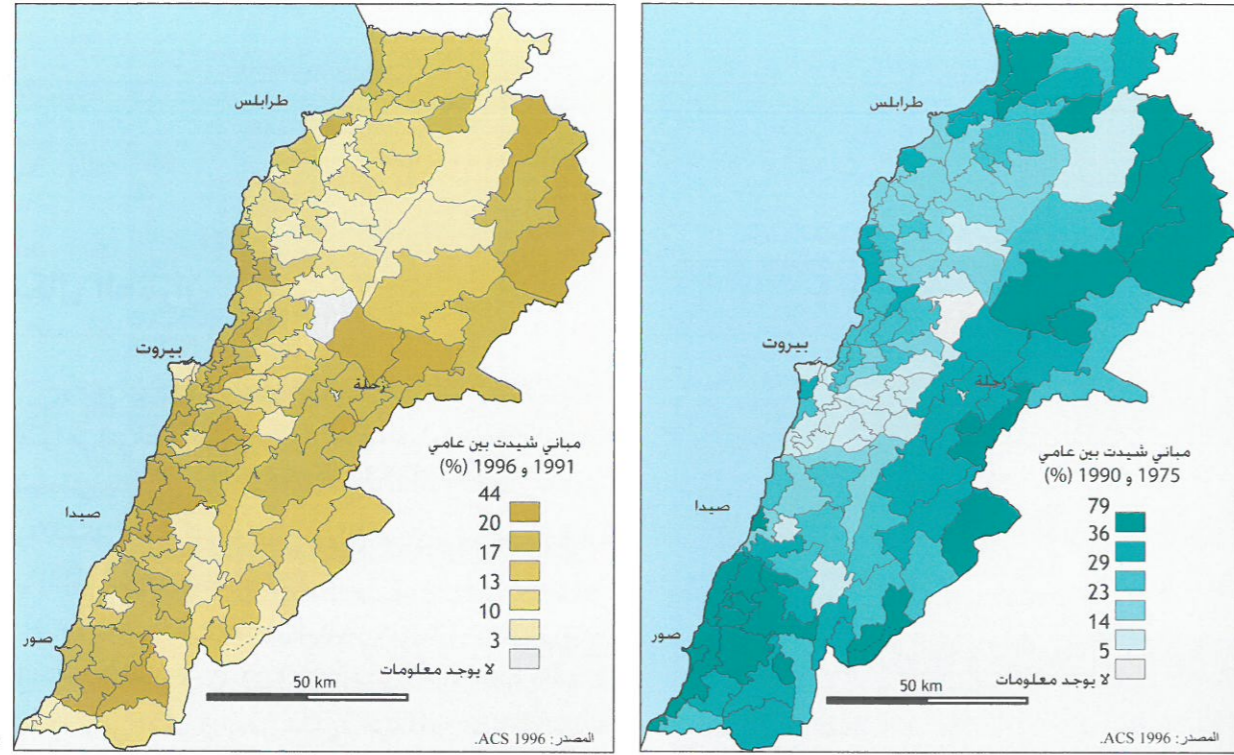 طرابلس
بيروت
زحلة
صيدا
صور
مباني شيدت بين عامي
1991 و 1996 (%)
44
20
17
13
10
3
لا يوجد معلومات
50 km
المصدر: ACS 1996.
طرابلس
بيروت
زحلة
صيدا
صور
مباني شيدت بين عامي
1975 و 1990 (%)
79
36
29
23
14
5
لا يوجد معلومات
50 km
المصدر: ACS 1996.